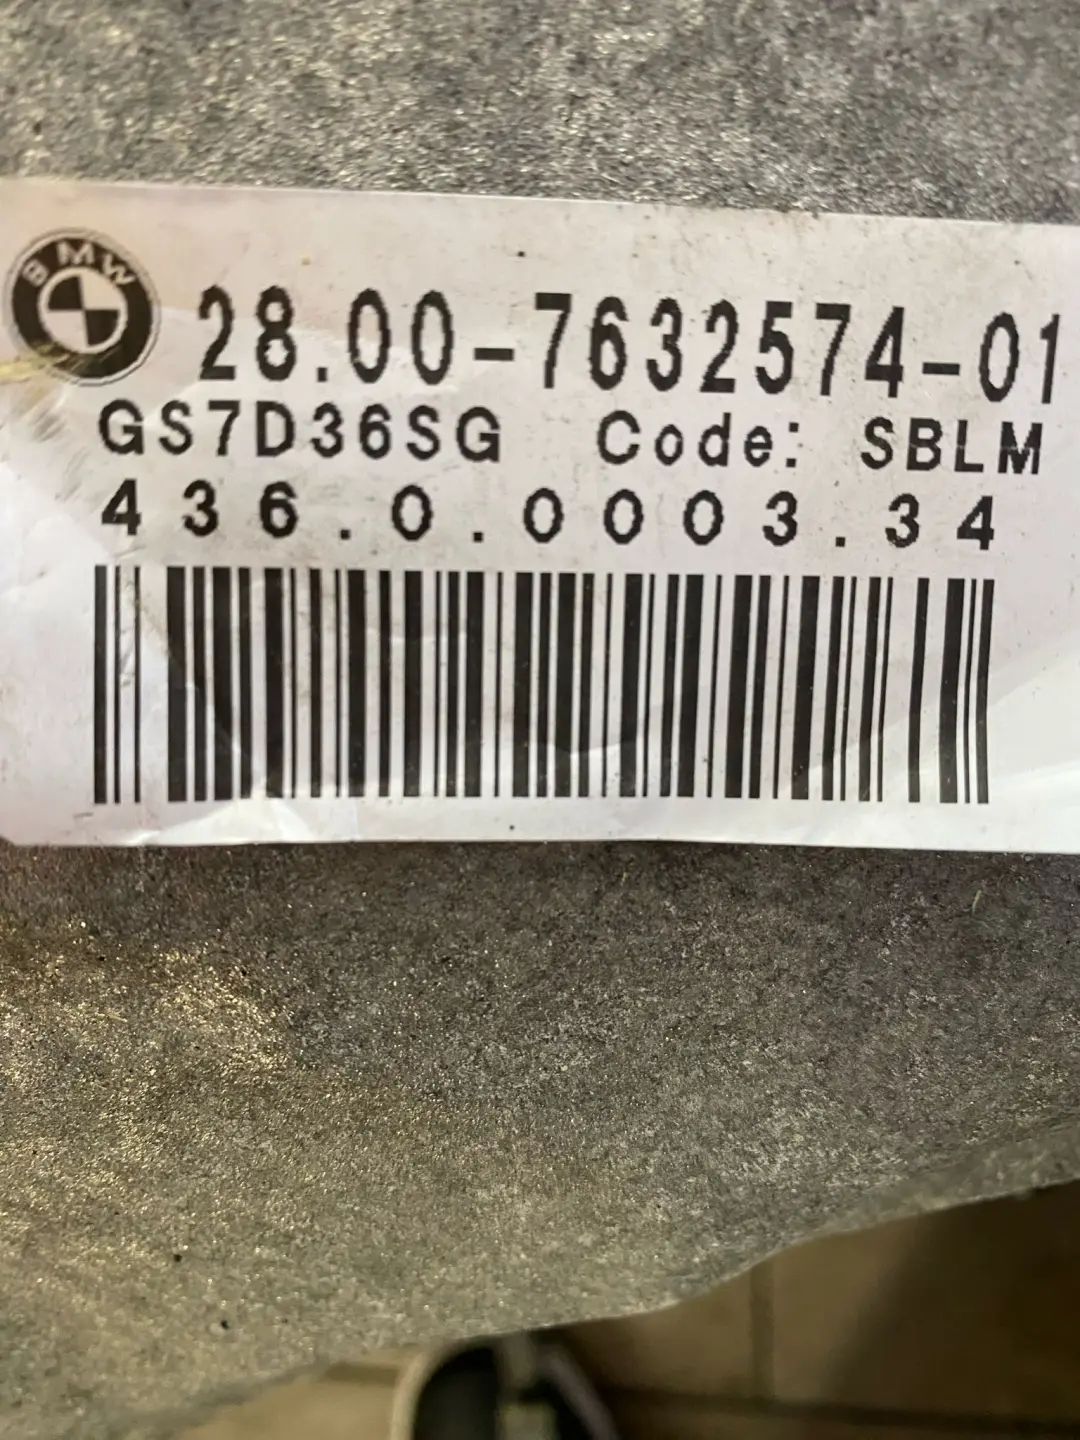 BMW
28.00-7632574-01
GS7D36SG Code: SBLM
436.0.0003.34